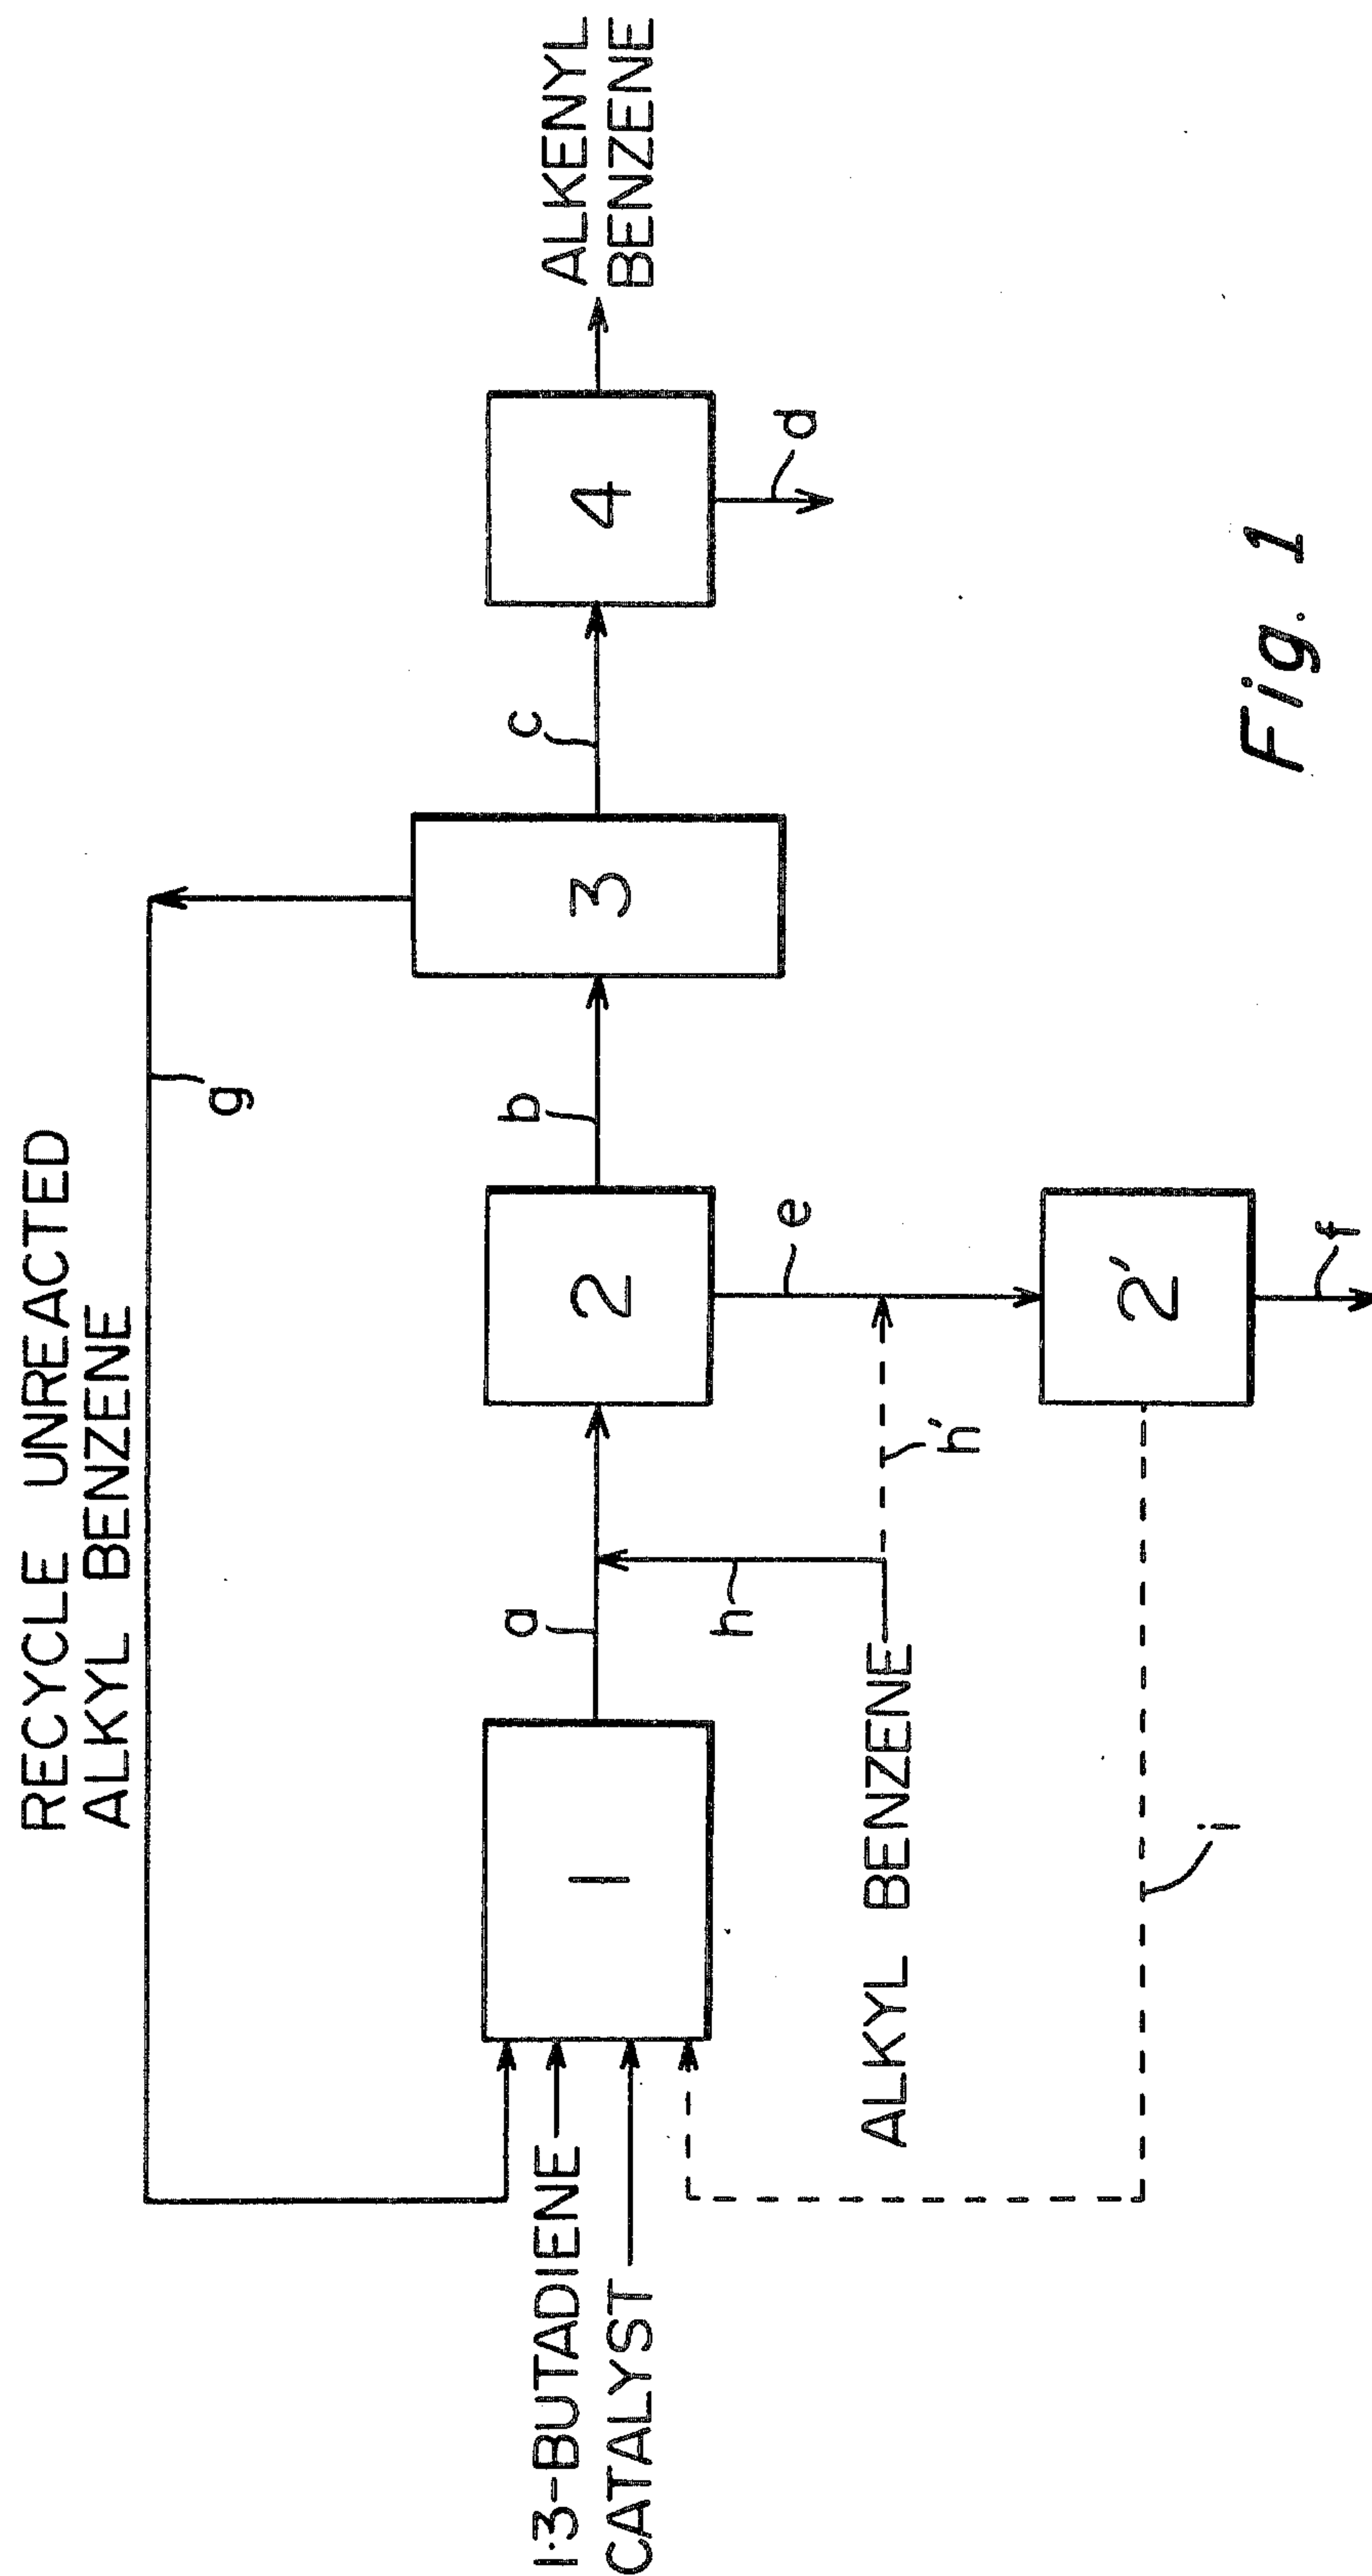 RECYCLE UNREACTED
ALKYL BENZENE
g
1·3-BUTADIENE
CATALYST
1
a
2
b
3
c
4
ALKENYL
BENZENE
d
h
e
ALKYL BENZENE
h'
i
2'
f
Fig. 1